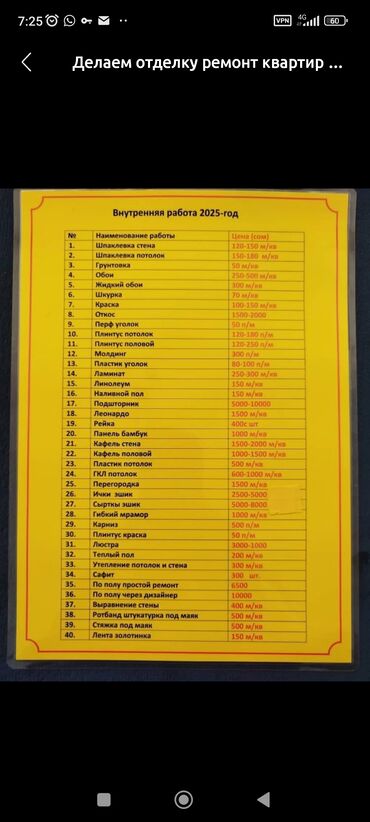 7:25
VPN 4G 60
Делаем отделку ремонт квартир ...
Внутренняя работа 2025-год
№ Наименование работы Цена (сом)
1. Шпаклевка стена 120-150 м/кв
2. Шпаклевка потолок 150-180 м/кв
3. Грунтовка 50 м/кв
4. Обои 250-500 м/кв
5. Жидкий обои 300 м/кв
6. Шкурка 70 м/кв
7. Краска 100-150 м/кв
8. Откос 1500-2000
9. Перф уголок 50 п/м
10. Плинтус потолок 120-180 п/м
11. Плинтус половой 120-250 п/м
12. Молдинг 300 п/м
13. Пластик уголок 80-100 п/м
14. Ламинат 250-300 м/кв
15. Линолеум 150 м/кв
16. Наливной пол 150 м/кв
17. Подшторник 5000-10000
18. Леонардо 1500 м/кв
19. Рейка 400с шт
20. Панель бамбук 1000 м/кв
21. Кафель стена 1500-2000 м/кв
22. Кафель половой 1000-1500 м/кв
23. Пластик потолок 500 м/кв
24. ГКЛ потолок 600-1000 м/кв
25. Перегородка 1500 м/кв
26. Ички эшик 2500-5000
27. Сырткы эшик 5000-8000
28. Гибкий мрамор 1000 м/кв
29. Карниз 500 п/м
30. Плинтус краска 50 п/м
31. Люстра 3000-1000
32. Теплый пол 200 м/кв
33. Утепление потолок и стена 300 м/кв
34. Сафит 300 шт.
35. По полу простой ремонт 6500
36. По полу через дизайнер 10000
37. Выравнение стены 400 м/кв
38. Ротбанд штукатурка под маяк 500 м/кв
39. Стяжка под маяк 500 м/кв
40. Лента золотинка 150 м/кв